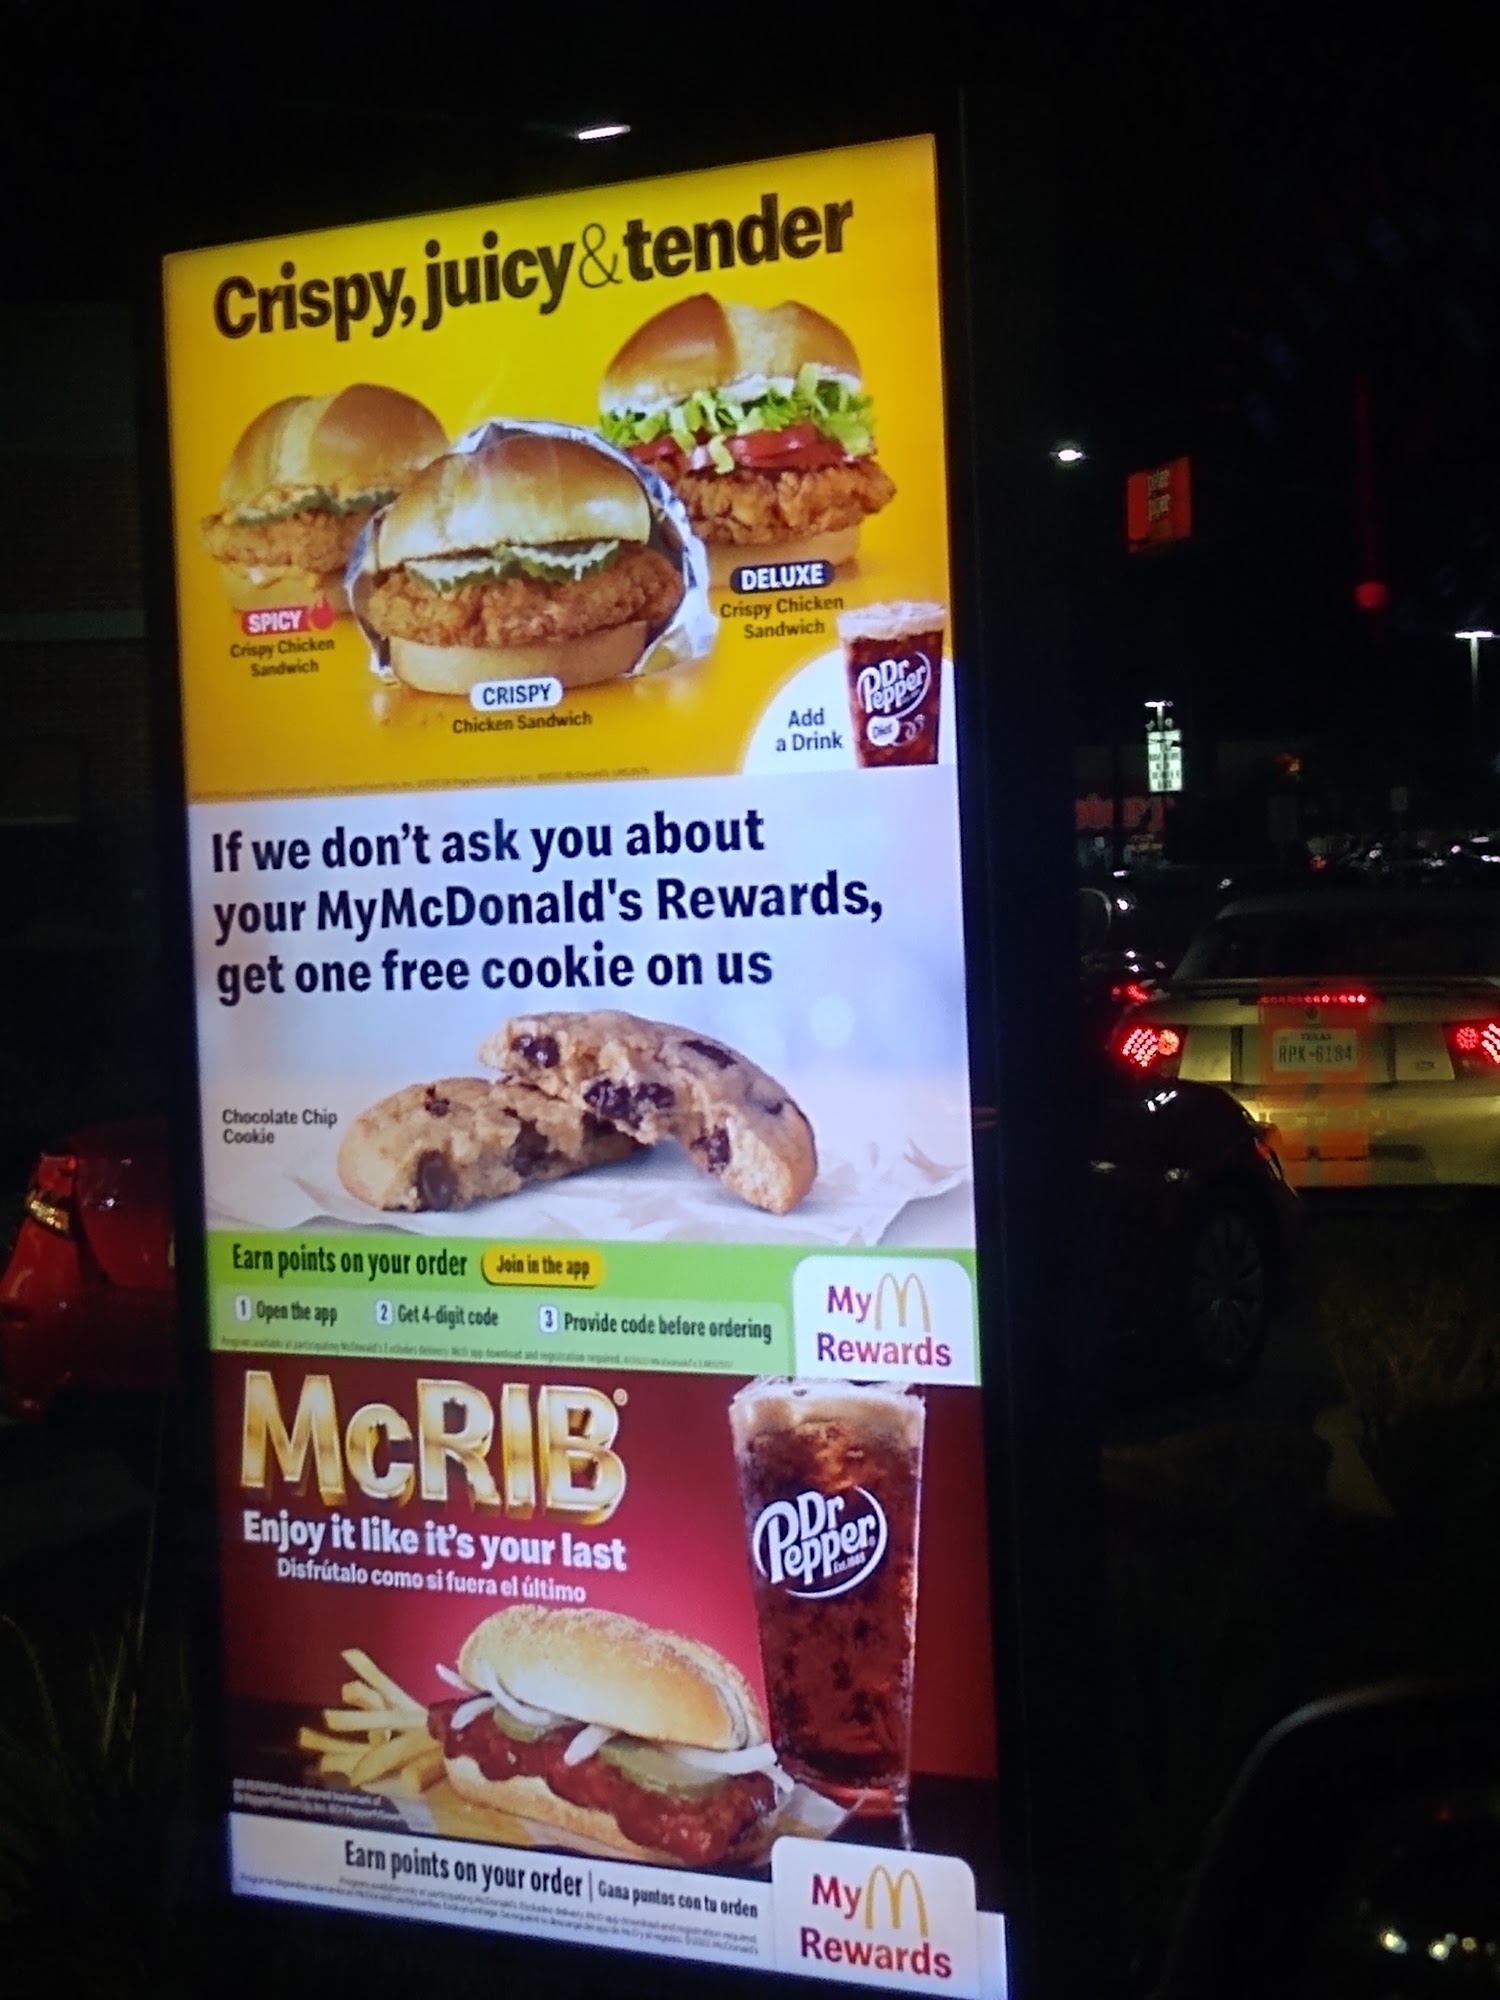 Crispy, juicy & tender
SPICY
Crispy Chicken
Sandwich
CRISPY
Chicken Sandwich
DELUXE
Crispy Chicken
Sandwich
Add
a Drink
Dr
Pepper
Diet
If we don't ask you about
your MyMcDonald's Rewards,
get one free cookie on us
Chocolate Chip
Cookie
Earn points on your order
Join in the app
1 Open the app
2 Get 4-digit code
3 Provide code before ordering
My
Rewards
McRIB®
Enjoy it like it's your last
Disfrútalo como si fuera el último
Dr
Pepper
Earn points on your order | Gana puntos con tu orden
My
Rewards
TEXAS
RPK-6184